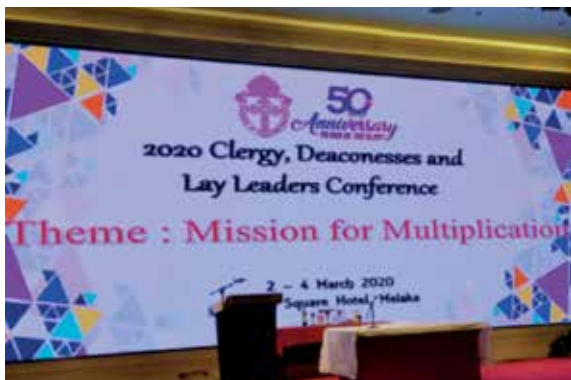 50
Anniversary
2020 Clergy, Deaconesses and
Lay Leaders Conference
Theme : Mission for Multiplication
2 - 4 March 2020
Square Hotel, Melaka